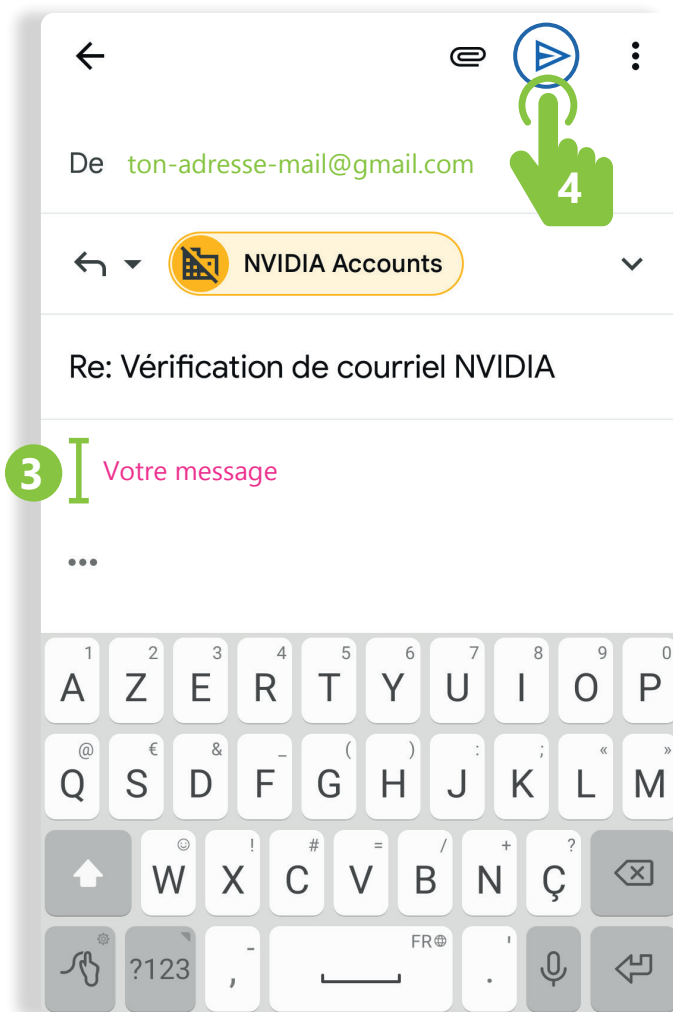 4
De ton-adresse-mail@gmail.com
NVIDIA Accounts
Re: Vérification de courriel NVIDIA
3 Votre message
1 2 3 4 5 6 7 8 9 0
A Z E R T Y U I O P
@ € & _ ( ) : ; « »
Q S D F G H J K L M
! # = / + ?
W X C V B N Ç
- FR '
?123 , .